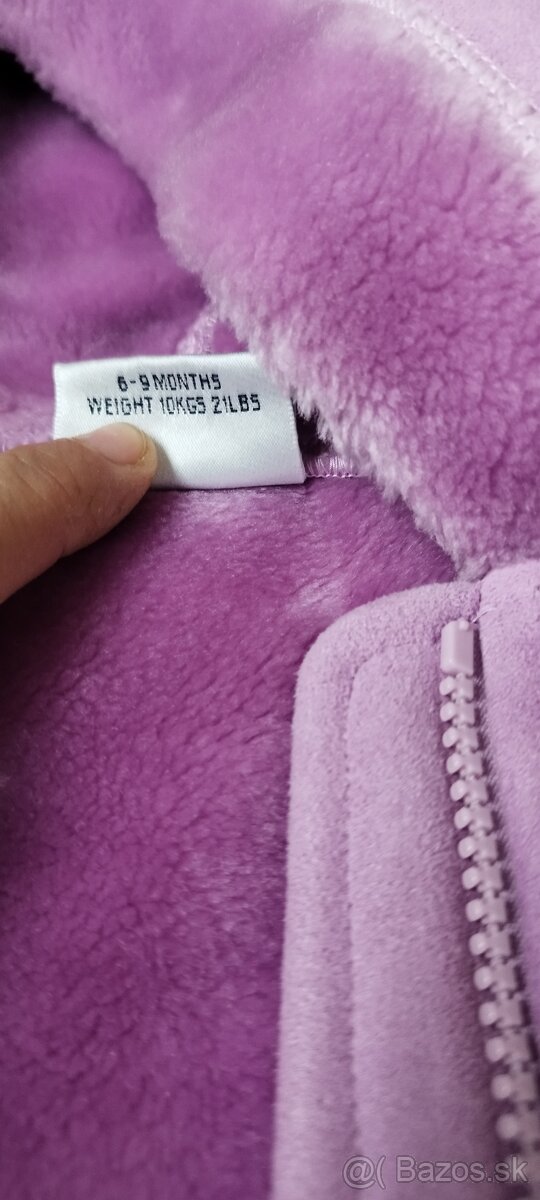 6-9 MONTHS
WEIGHT 10KGS 21LBS
@( Bazos.sk